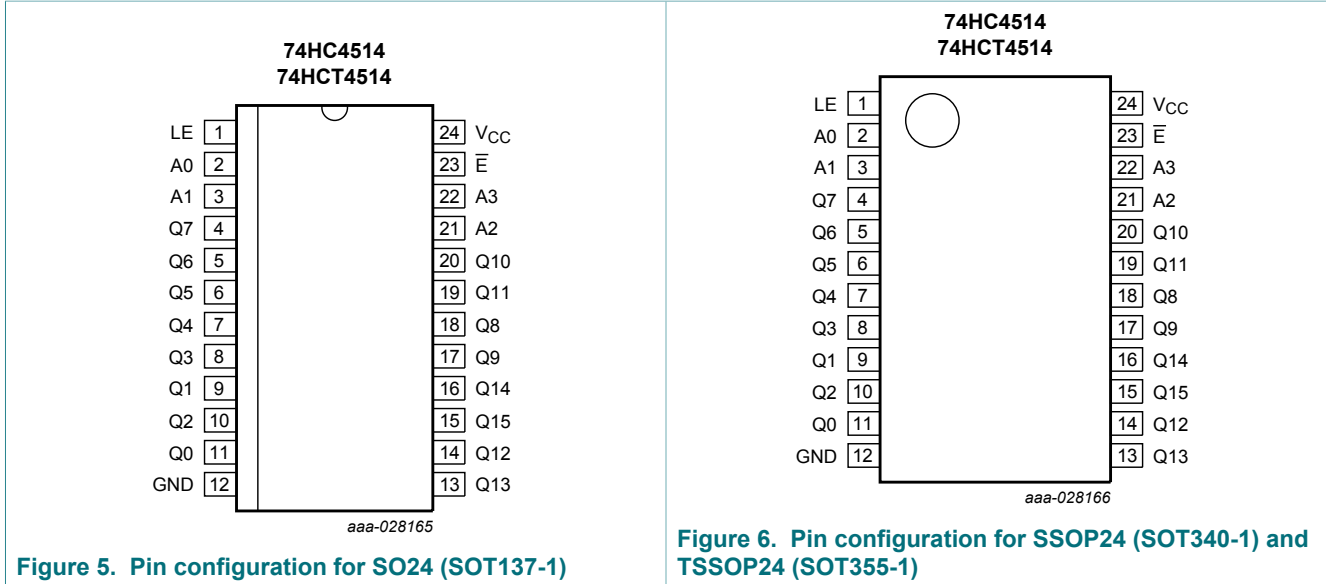 74HC4514
74HCT4514
LE 1
A0 2
A1 3
Q7 4
Q6 5
Q5 6
Q4 7
Q3 8
Q1 9
Q2 10
Q0 11
GND 12
24 VCC
23 E̅
22 A3
21 A2
20 Q10
19 Q11
18 Q8
17 Q9
16 Q14
15 Q15
14 Q12
13 Q13
aaa-028165
Figure 5. Pin configuration for SO24 (SOT137-1)
74HC4514
74HCT4514
LE 1
A0 2
A1 3
Q7 4
Q6 5
Q5 6
Q4 7
Q3 8
Q1 9
Q2 10
Q0 11
GND 12
24 VCC
23 E̅
22 A3
21 A2
20 Q10
19 Q11
18 Q8
17 Q9
16 Q14
15 Q15
14 Q12
13 Q13
aaa-028166
Figure 6. Pin configuration for SSOP24 (SOT340-1) and
TSSOP24 (SOT355-1)